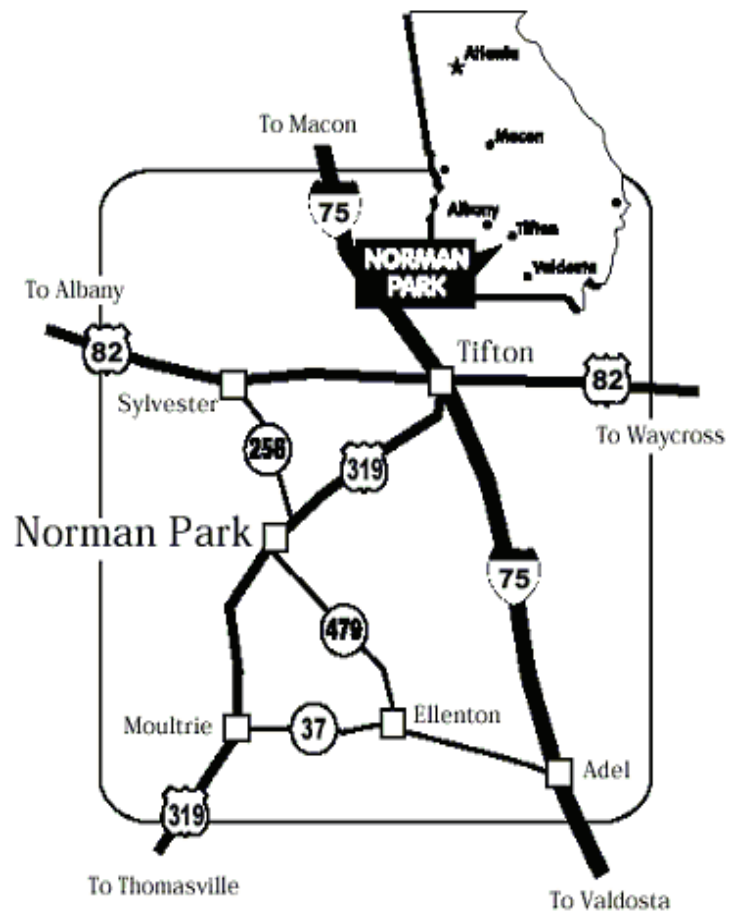 Atlanta
To Macon
Macon
75
Albany
Tifton
NORMAN
PARK
Valdosta
To Albany
82
Tifton
82
Sylvester
To Waycross
256
319
Norman Park
75
479
Moultrie
37
Ellenton
Adel
319
To Thomasville
To Valdosta